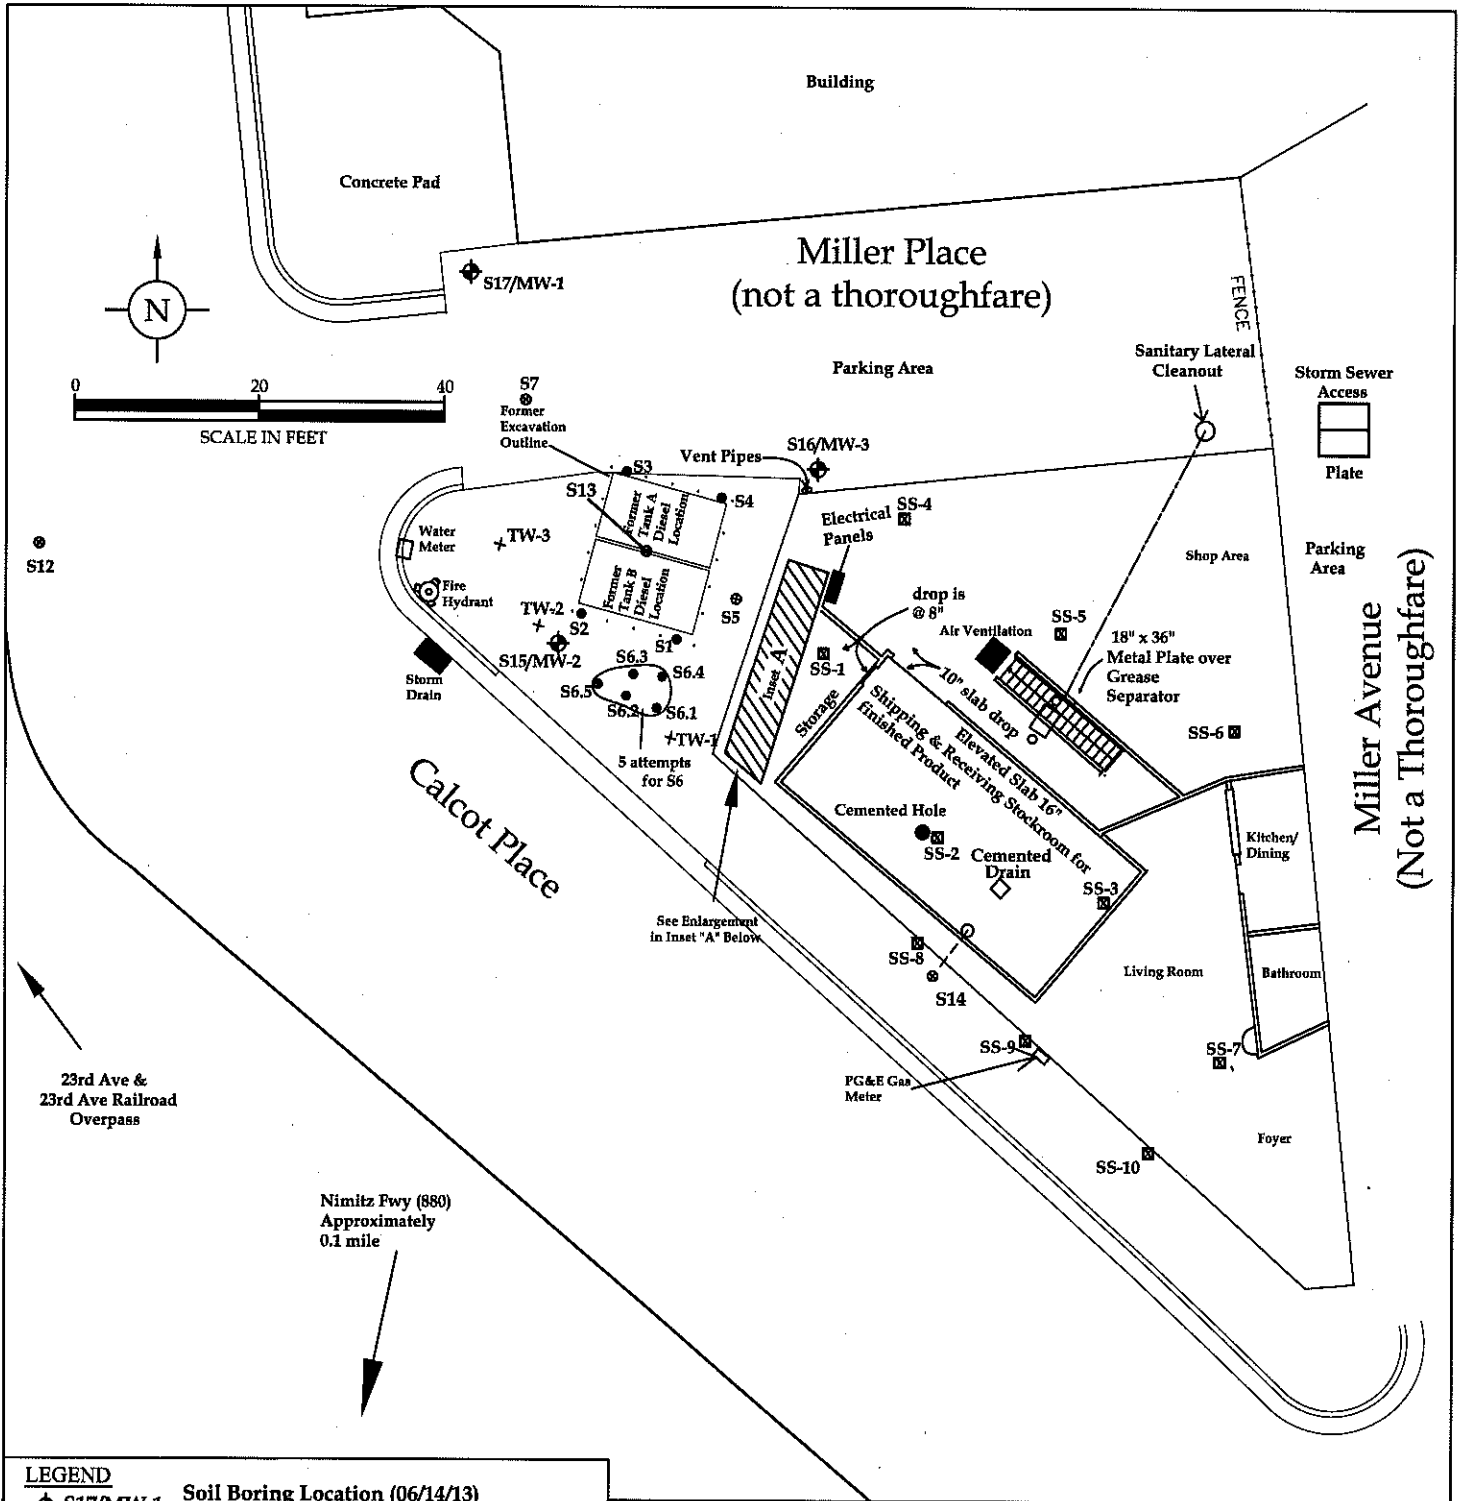 Building
Concrete Pad
Miller Place
(not a thoroughfare)
S17/MW-1
FENCE
N
Sanitary Lateral
Cleanout
Parking Area
Storm Sewer
Access
Plate
0 20 40
SCALE IN FEET
S7
Former
Excavation
Outline
S16/MW-3
Vent Pipes
S3
S13
S4
Former
Tank A
Diesel
Location
Former
Tank B
Diesel
Location
Electrical
Panels
SS-4
Water
Meter
TW-3
S12
Shop Area
Parking
Area
Fire
Hydrant
TW-2
S2
S5
S1
drop is
@ 8"
Air Ventilation
SS-5
18" x 36"
Metal Plate over
Grease
Separator
S15/MW-2
Storm
Drain
S6.3
S6.4
S6.5
S6.2
S6.1
TW-1
5 attempts
for S6
Inset A
SS-1
Storage
10" slab drop
Elevated Slab 16"
Shipping & Receiving Stockroom for
finished Product
SS-6
Miller Avenue
(Not a Thoroughfare)
Calcot Place
Cemented Hole
SS-2
Cemented
Drain
SS-3
Kitchen/
Dining
See Enlargement
in Inset "A" Below
SS-8
S14
Living Room
Bathroom
SS-9
SS-7
PG&E Gas
Meter
23rd Ave &
23rd Ave Railroad
Overpass
Foyer
SS-10
Nimitz Fwy (880)
Approximately
0.1 mile
LEGEND
S17/MW-1 Soil Boring Location (06/14/13)